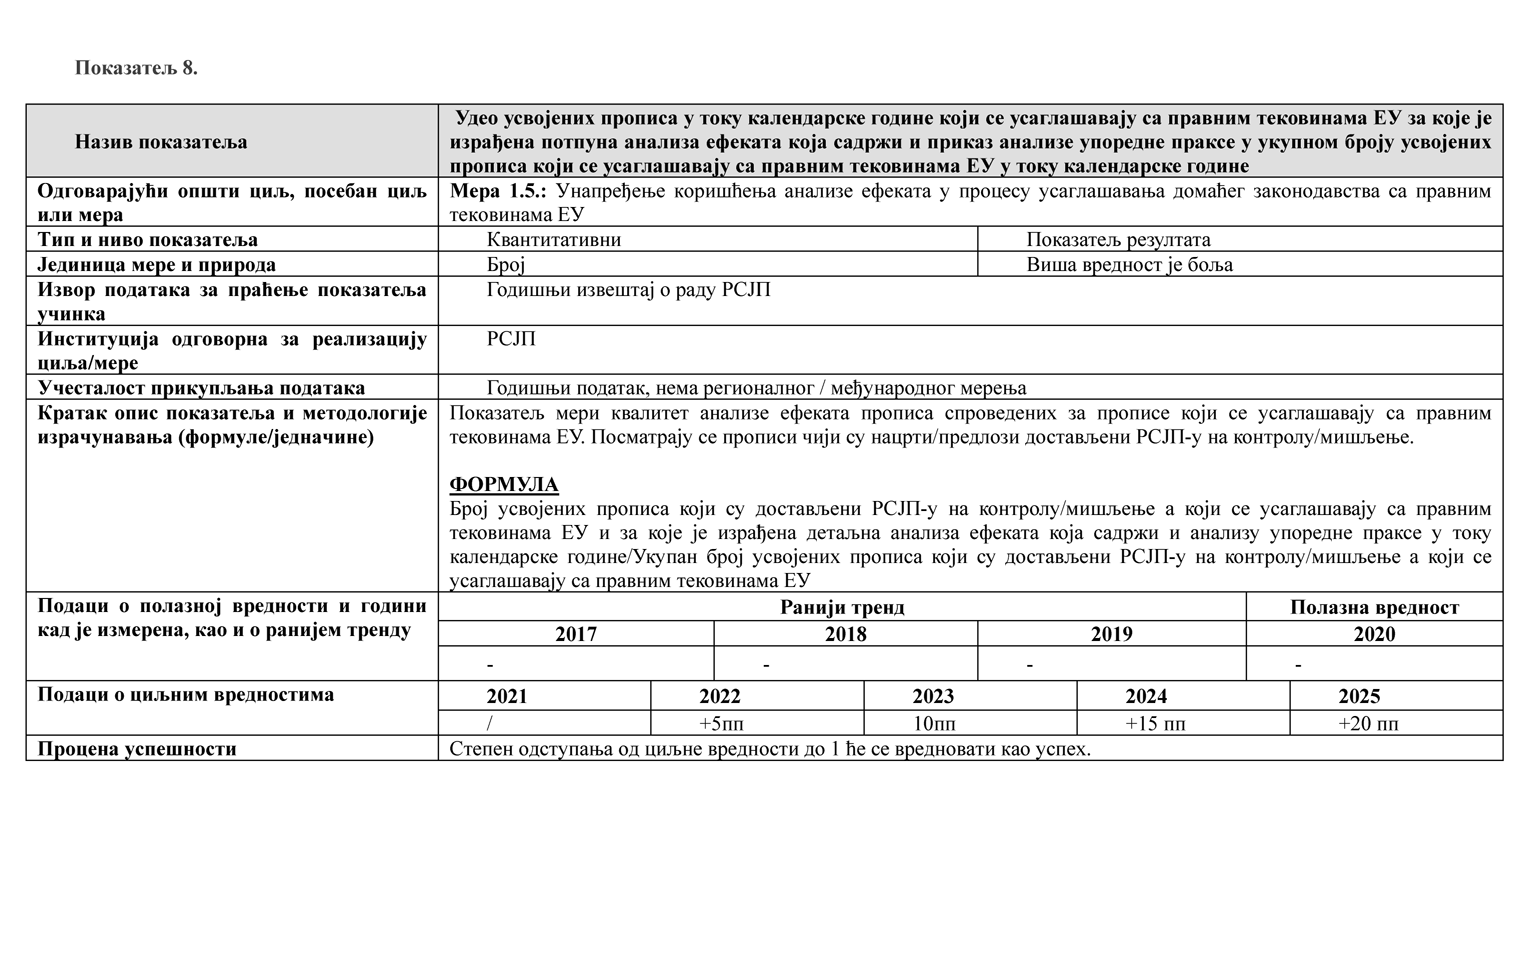 Показатељ 8.
Назив показатеља
Удео усвојених прописа у току календарске године који се усаглашавају са правним тековинама ЕУ за које је
израђена потпуна анализа ефеката која садржи и приказ анализе упоредне праксе у укупном броју усвојених
прописа који се усаглашавају са правним тековинама ЕУ у току календарске године
Одговарајући општи циљ, посебан циљ
или мера
Мера 1.5.: Унапређење коришћења анализе ефеката у процесу усаглашавања домаћег законодавства са правним
тековинама ЕУ
Тип и ниво показатеља
Квантитативни
Показатељ резултата
Јединица мере и природа
Број
Виша вредност је боља
Извор података за праћење показатеља
учинка
Годишњи извештај о раду РСЈП
Институција одговорна за реализацију
циља/мере
РСЈП
Учесталост прикупљања података
Годишњи податак, нема регионалног / међународног мерења
Кратак опис показатеља и методологије
израчунавања (формуле/једначине)
Показатељ мери квалитет анализе ефеката прописа спроведених за прописе који се усаглашавају са правним
тековинама ЕУ. Посматрају се прописи чији су нацрти/предлози достављени РСЈП-у на контролу/мишљење.
ФОРМУЛА
Број усвојених прописа који су достављени РСЈП-у на контролу/мишљење а који се усаглашавају са правним
тековинама ЕУ и за које је израђена детаљна анализа ефеката која садржи и анализу упоредне праксе у току
календарске године/Укупан број усвојених прописа који су достављени РСЈП-у на контролу/мишљење а који се
усаглашавају са правним тековинама ЕУ
Подаци о полазној вредности и години
кад је измерена, као и о ранијем тренду
Ранији тренд
Полазна вредност
2017
2018
2019
2020
-
-
-
-
Подаци о циљним вредностима
2021
2022
2023
2024
2025
/
+5пп
10пп
+15 пп
+20 пп
Процена успешности
Степен одступања од циљне вредности до 1 ће се вредновати као успех.